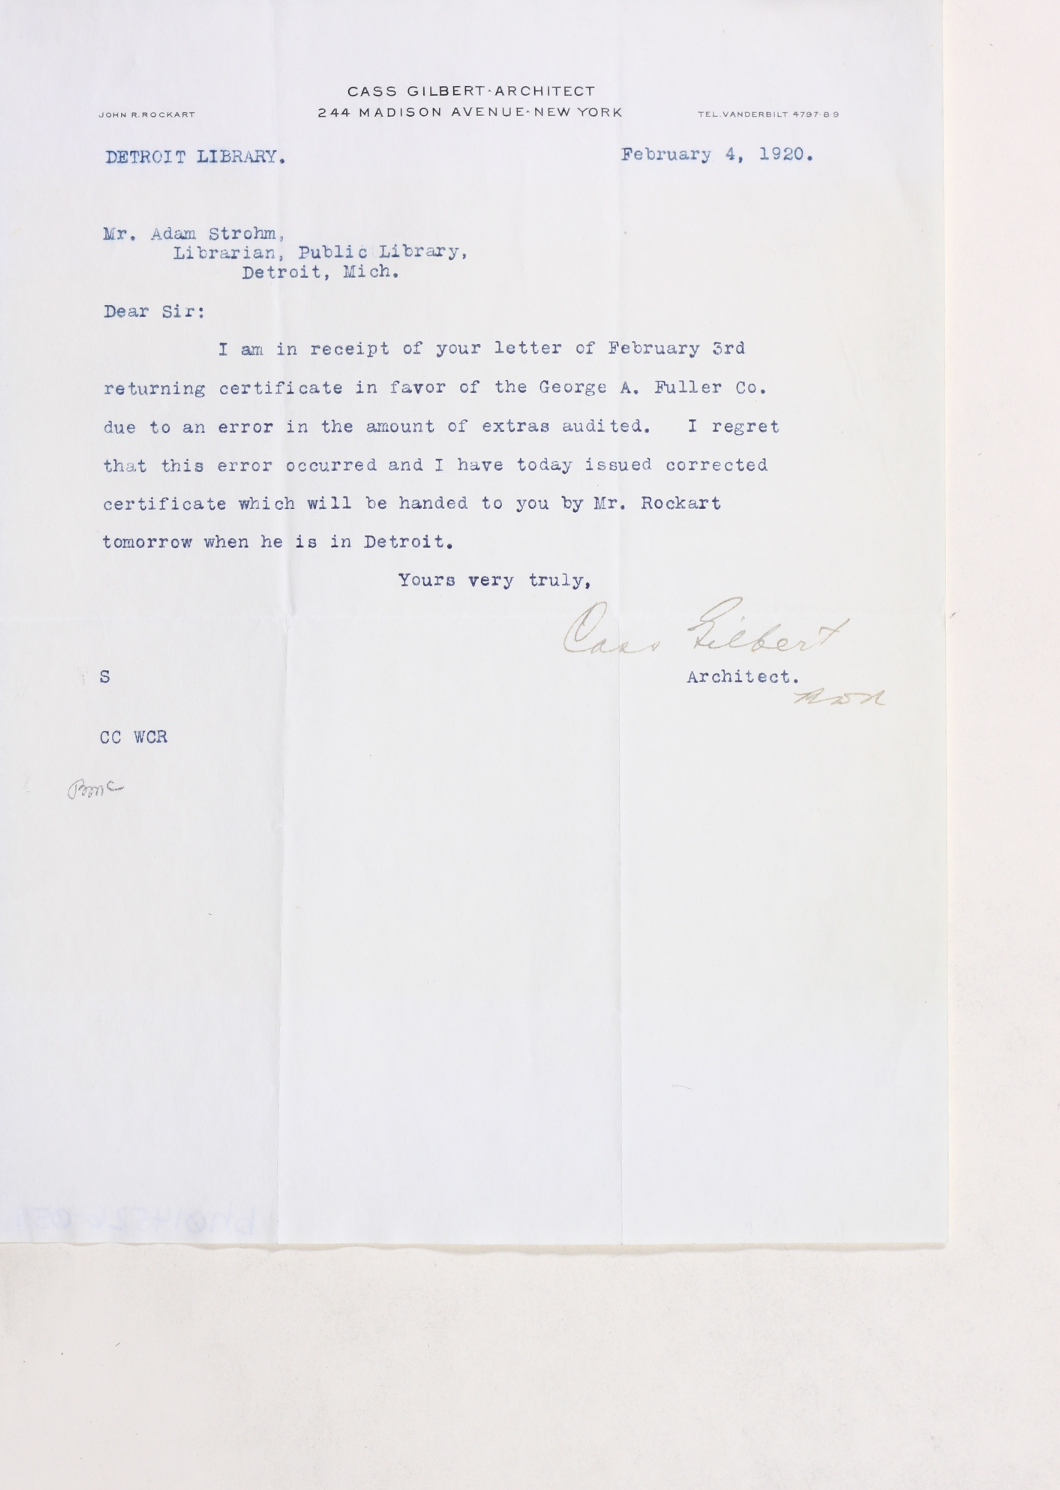 CASS GILBERT·ARCHITECT
JOHN R. ROCKART 244 MADISON AVENUE·NEW YORK TEL. VANDERBILT 4797·8·9
DETROIT LIBRARY. February 4, 1920.
Mr. Adam Strohm,
Librarian, Public Library,
Detroit, Mich.
Dear Sir:
I am in receipt of your letter of February 3rd
returning certificate in favor of the George A. Fuller Co.
due to an error in the amount of extras audited. I regret
that this error occurred and I have today issued corrected
certificate which will be handed to you by Mr. Rockart
tomorrow when he is in Detroit.
Yours very truly,
Cass Gilbert
S Architect.
CC WCR